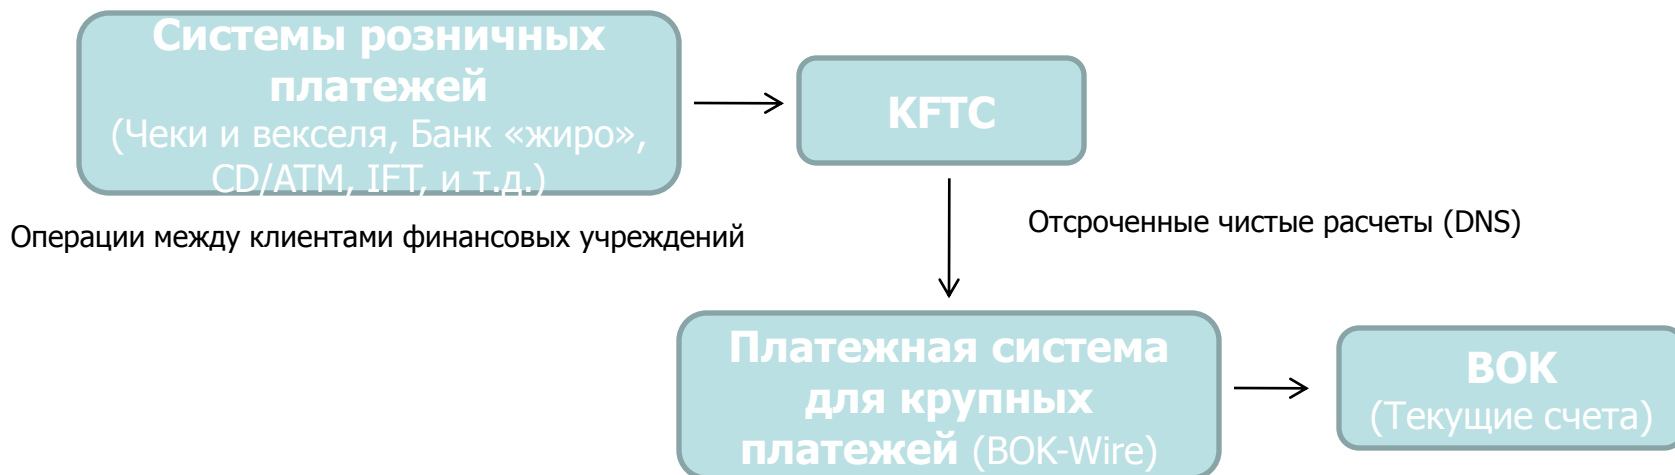 Системы розничных
платежей
(Чеки и векселя, Банк «жиро»,
CD/ATM, IFT, и т.д.)
KFTC
Операции между клиентами финансовых учреждений
Отсроченные чистые расчеты (DNS)
Платежная система
для крупных
платежей (BOK-Wire)
BOK
(Текущие счета)